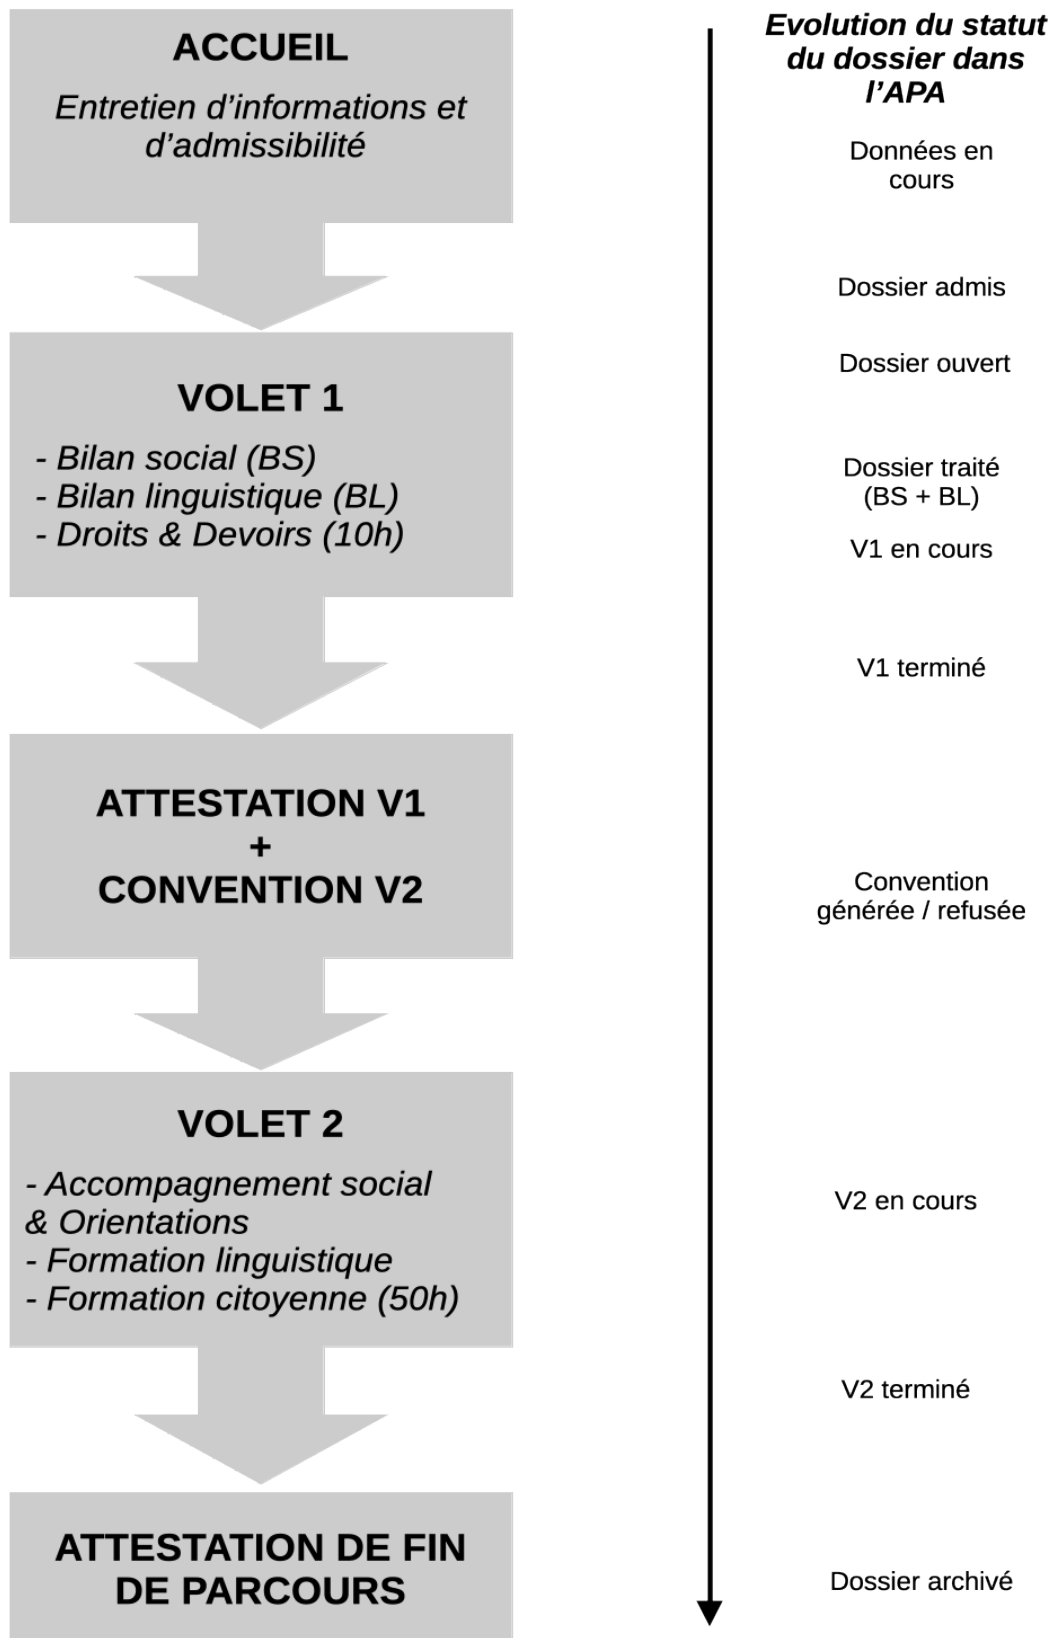 ACCUEIL
Entretien d’informations et
d’admissibilité
VOLET 1
- Bilan social (BS)
- Bilan linguistique (BL)
- Droits & Devoirs (10h)
ATTESTATION V1
+
CONVENTION V2
VOLET 2
- Accompagnement social
& Orientations
- Formation linguistique
- Formation citoyenne (50h)
ATTESTATION DE FIN
DE PARCOURS
Evolution du statut
du dossier dans
l’APA
Données en
cours
Dossier admis
Dossier ouvert
Dossier traité
(BS + BL)
V1 en cours
V1 terminé
Convention
générée / refusée
V2 en cours
V2 terminé
Dossier archivé